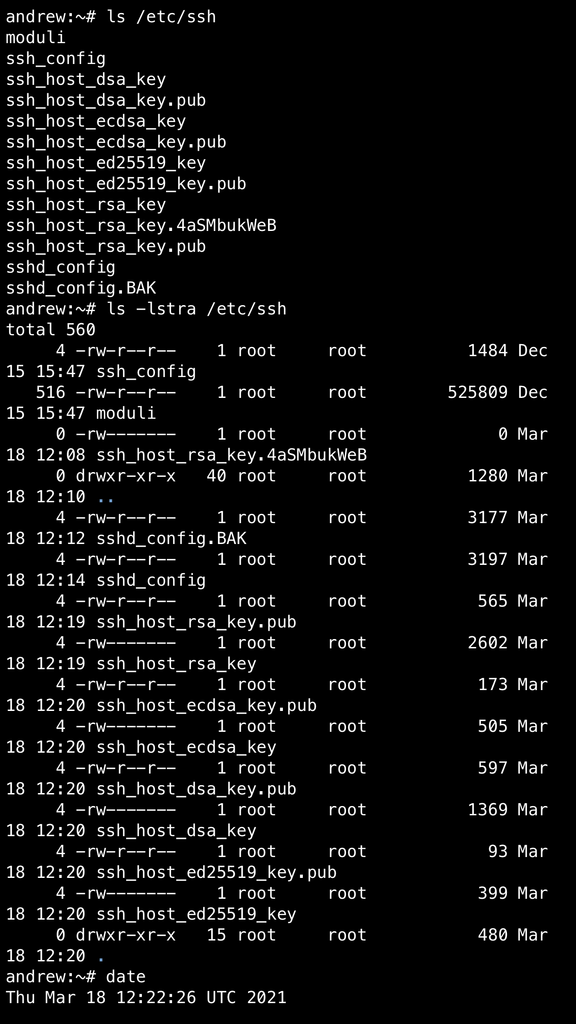 andrew:~# ls /etc/ssh
moduli
ssh_config
ssh_host_dsa_key
ssh_host_dsa_key.pub
ssh_host_ecdsa_key
ssh_host_ecdsa_key.pub
ssh_host_ed25519_key
ssh_host_ed25519_key.pub
ssh_host_rsa_key
ssh_host_rsa_key.4aSMbukWeB
ssh_host_rsa_key.pub
sshd_config
sshd_config.BAK
andrew:~# ls -lstra /etc/ssh
total 560
     4 -rw-r--r--    1 root     root          1484 Dec
15 15:47 ssh_config
   516 -rw-r--r--    1 root     root        525809 Dec
15 15:47 moduli
     0 -rw-------    1 root     root             0 Mar
18 12:08 ssh_host_rsa_key.4aSMbukWeB
     0 drwxr-xr-x   40 root     root          1280 Mar
18 12:10 ..
     4 -rw-r--r--    1 root     root          3177 Mar
18 12:12 sshd_config.BAK
     4 -rw-r--r--    1 root     root          3197 Mar
18 12:14 sshd_config
     4 -rw-r--r--    1 root     root           565 Mar
18 12:19 ssh_host_rsa_key.pub
     4 -rw-------    1 root     root          2602 Mar
18 12:19 ssh_host_rsa_key
     4 -rw-r--r--    1 root     root           173 Mar
18 12:20 ssh_host_ecdsa_key.pub
     4 -rw-------    1 root     root           505 Mar
18 12:20 ssh_host_ecdsa_key
     4 -rw-r--r--    1 root     root           597 Mar
18 12:20 ssh_host_dsa_key.pub
     4 -rw-------    1 root     root          1369 Mar
18 12:20 ssh_host_dsa_key
     4 -rw-r--r--    1 root     root            93 Mar
18 12:20 ssh_host_ed25519_key.pub
     4 -rw-------    1 root     root           399 Mar
18 12:20 ssh_host_ed25519_key
     0 drwxr-xr-x   15 root     root           480 Mar
18 12:20 .
andrew:~# date
Thu Mar 18 12:22:26 UTC 2021